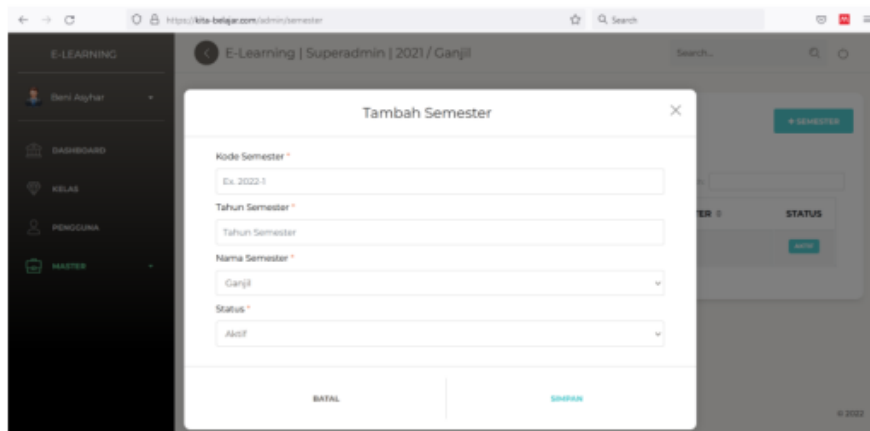 https://kita-belajar.com/admin/semester
Search
E-LEARNING
E-Learning | Superadmin | 2021 / Ganjil
Search...
Beni Asyhar
Tambah Semester
+ SEMESTER
DASHBOARD
Kode Semester *
Ex. 2022-1
KELAS
Tahun Semester *
TER
STATUS
PENGGUNA
Tahun Semester
AKTIF
Nama Semester *
MASTER
Ganjil
Status *
Aktif
BATAL
SIMPAN
© 2022